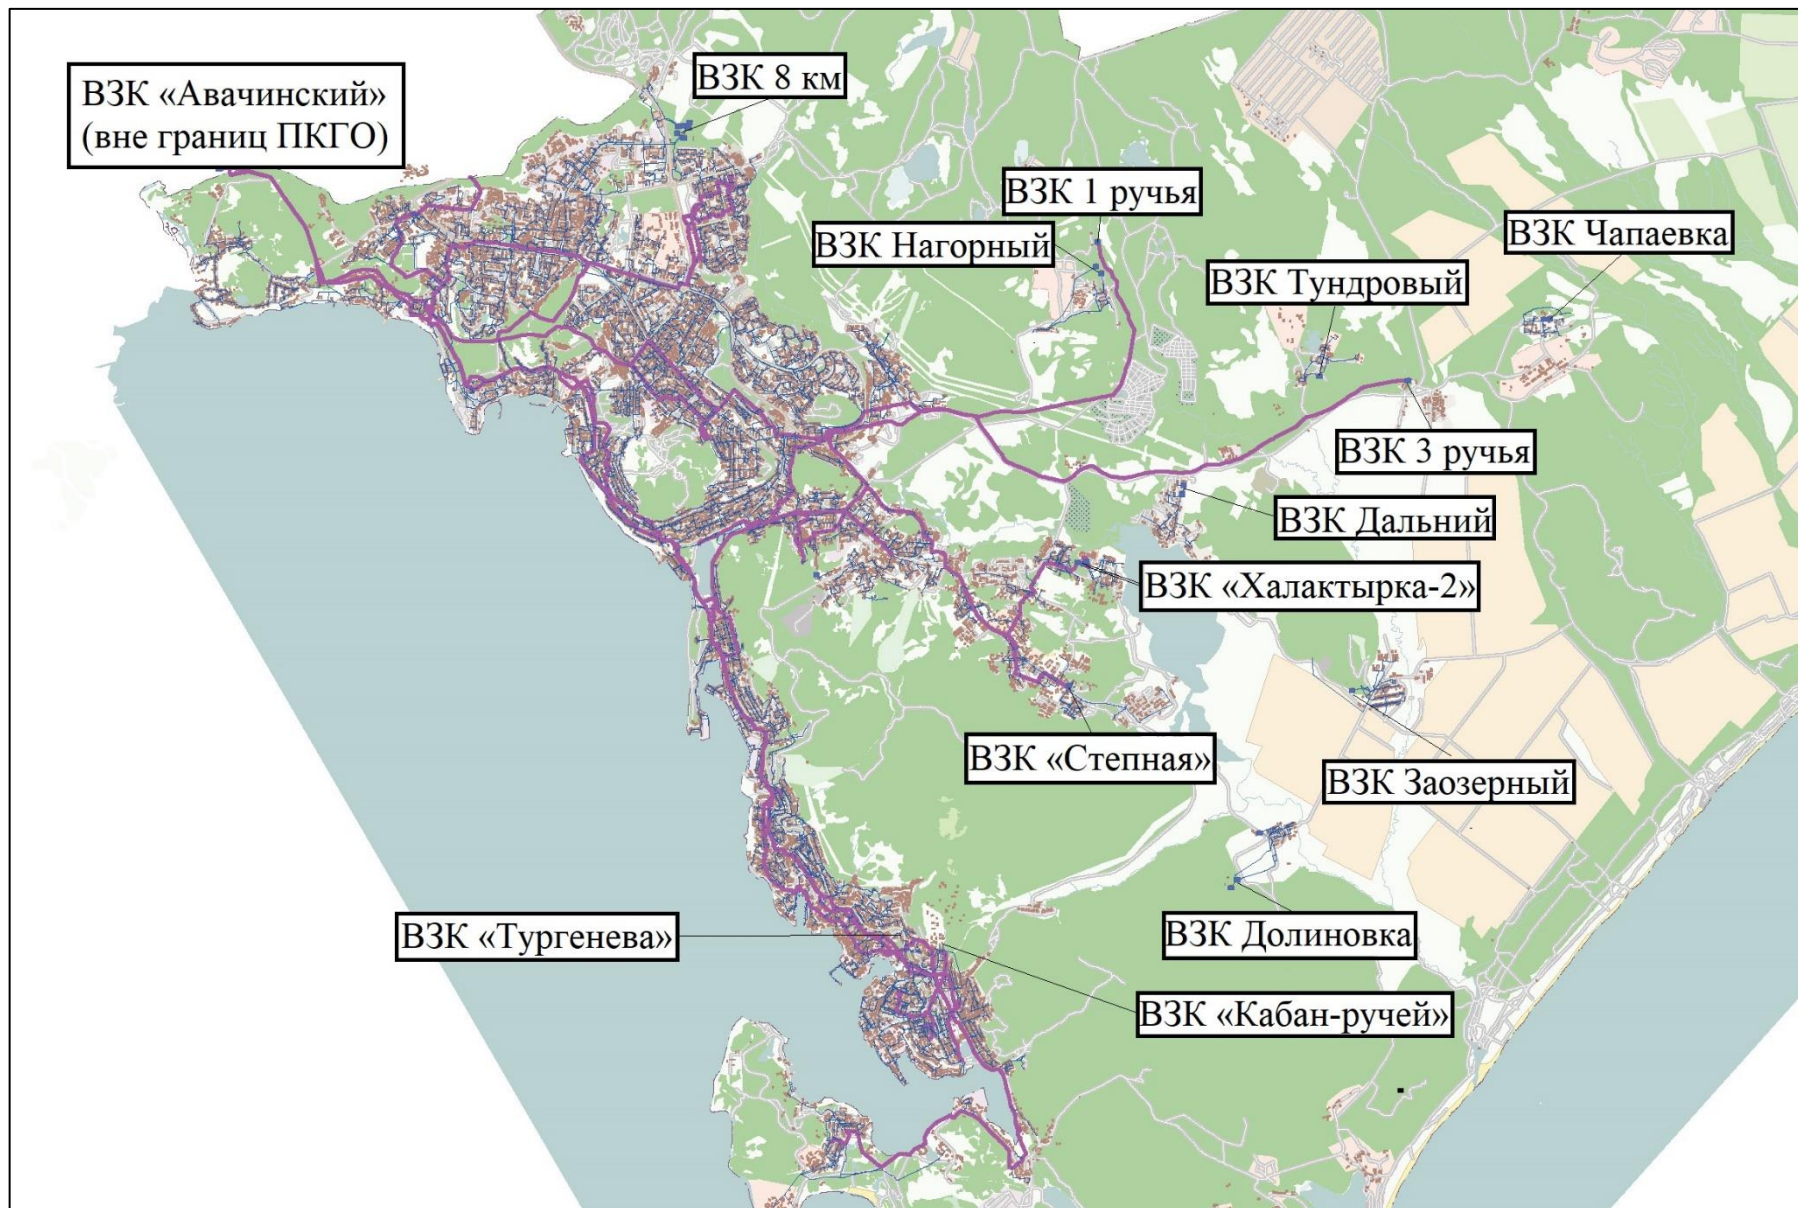 ВЗК «Авачинский»
(вне границ ПКГО)
ВЗК 8 км
ВЗК 1 ручья
ВЗК Нагорный
ВЗК Чапаевка
ВЗК Тундровый
ВЗК 3 ручья
ВЗК Дальний
ВЗК «Халактырка-2»
ВЗК «Степная»
ВЗК Заозерный
ВЗК «Тургенева»
ВЗК Долиновка
ВЗК «Кабан-ручей»